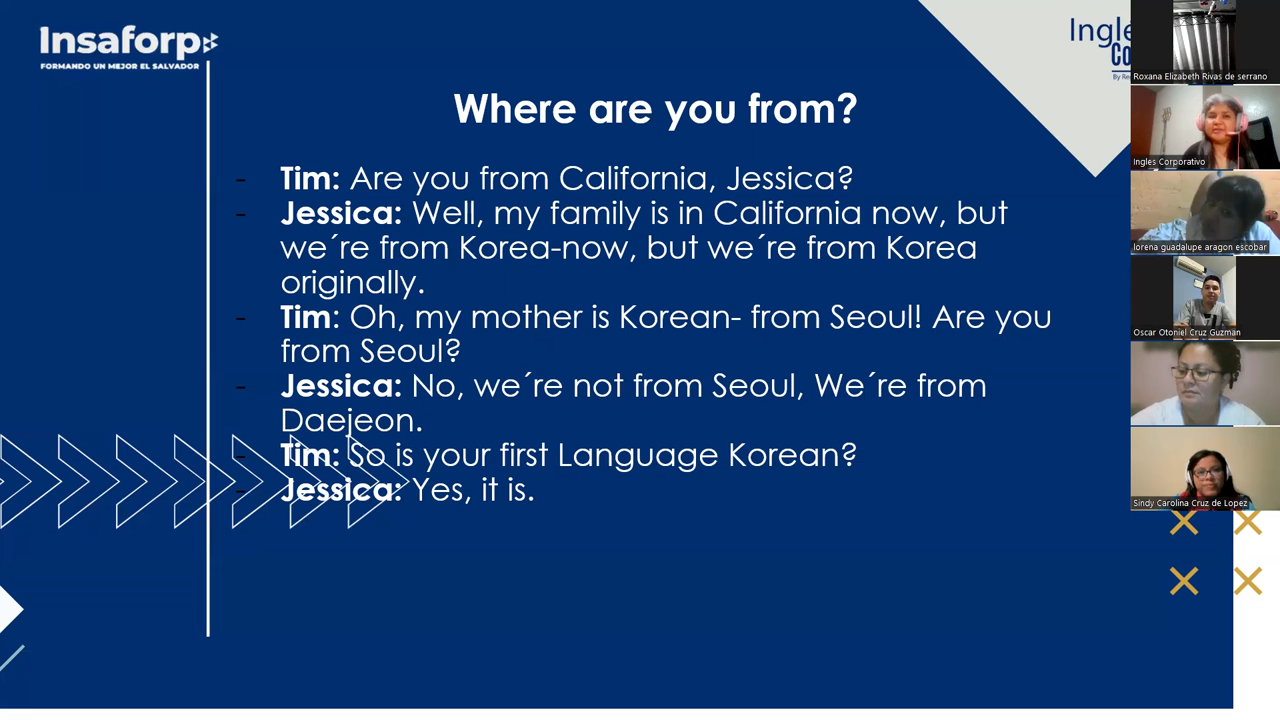 Insaforp
FORMANDO UN MEJOR EL SALVADOR
Where are you from?
- Tim: Are you from California, Jessica?
- Jessica: Well, my family is in California now, but
we´re from Korea-now, but we´re from Korea
originally.
- Tim: Oh, my mother is Korean- from Seoul! Are you
from Seoul?
- Jessica: No, we´re not from Seoul, We´re from
Daejeon.
- Tim: So is your first Language Korean?
- Jessica: Yes, it is.
Roxana Elizabeth Rivas de serrano
Ingles Corporativo
lorena guadalupe aragon escobar
Oscar Otoniel Cruz Guzman
Sindy Carolina Cruz de Lopez